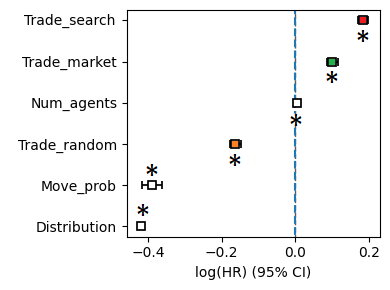 Trade_search
*
Trade_market
*
Num_agents
*
Trade_random
*
Move_prob
*
Distribution
*
−0.4 −0.2 0.0 0.2
log(HR) (95% CI)